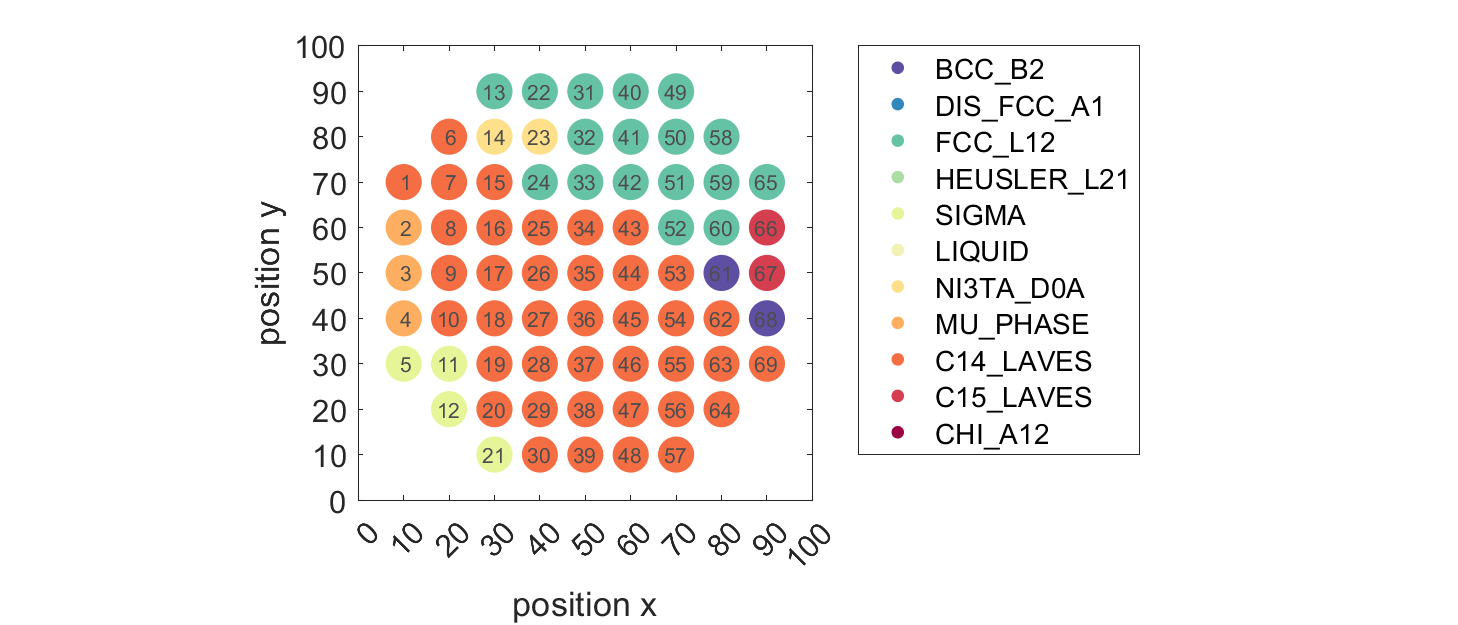 100
90
80
70
60
50
40
30
20
10
0
position y
13 22 31 40 49
6 14 23 32 41 50 58
1 7 15 24 33 42 51 59 65
2 8 16 25 34 43 52 60 66
3 9 17 26 35 44 53 61 67
4 10 18 27 36 45 54 62 68
5 11 19 28 37 46 55 63 69
12 20 29 38 47 56 64
21 30 39 48 57
0 10 20 30 40 50 60 70 80 90 100
position x
BCC_B2
DIS_FCC_A1
FCC_L12
HEUSLER_L21
SIGMA
LIQUID
NI3TA_D0A
MU_PHASE
C14_LAVES
C15_LAVES
CHI_A12